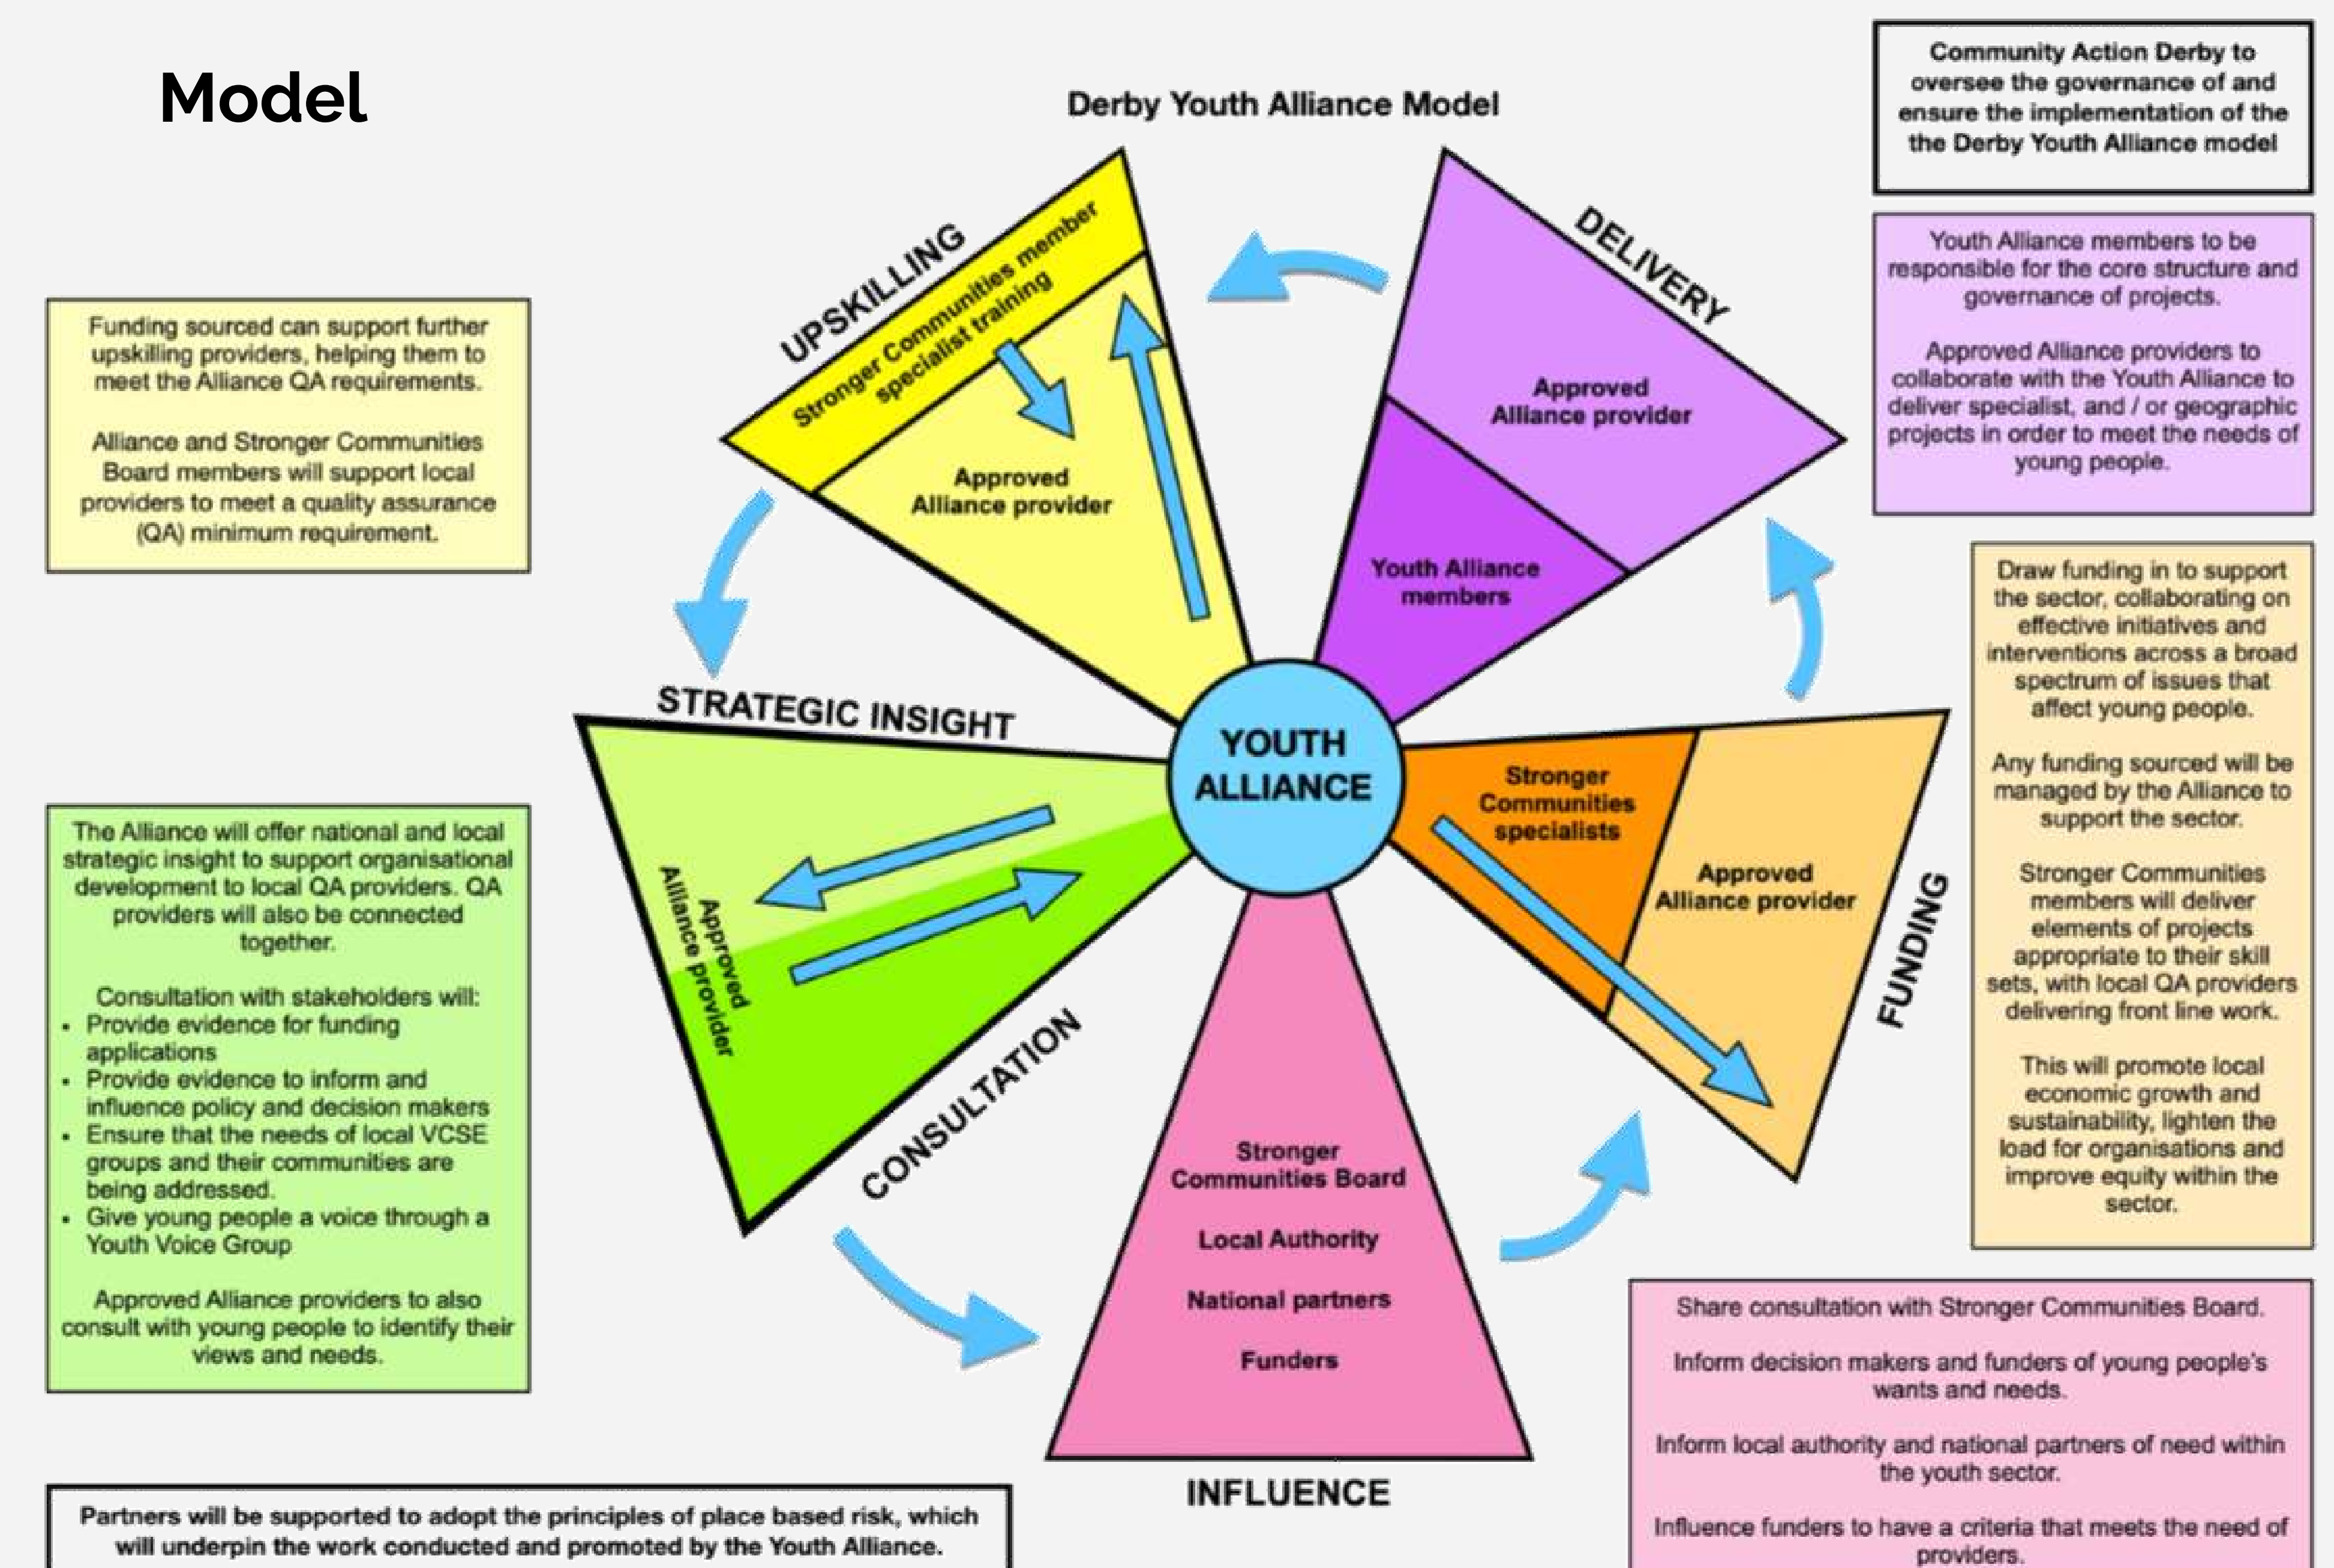 Model
Derby Youth Alliance Model
Community Action Derby to
oversee the governance of and
ensure the implementation of the
the Derby Youth Alliance model
UPSKILLING
Stronger Communities member
specialist training
Approved
Alliance provider
DELIVERY
Approved
Alliance provider
Youth Alliance
members
Youth Alliance members to be
responsible for the core structure and
governance of projects.
Approved Alliance providers to
collaborate with the Youth Alliance to
deliver specialist, and / or geographic
projects in order to meet the needs of
young people.
Funding sourced can support further
upskilling providers, helping them to
meet the Alliance QA requirements.
Alliance and Stronger Communities
Board members will support local
providers to meet a quality assurance
(QA) minimum requirement.
STRATEGIC INSIGHT
Approved
Alliance provider
CONSULTATION
YOUTH
ALLIANCE
Stronger
Communities
specialists
Approved
Alliance provider
FUNDING
Draw funding in to support
the sector, collaborating on
effective initiatives and
interventions across a broad
spectrum of issues that
affect young people.
Any funding sourced will be
managed by the Alliance to
support the sector.
Stronger Communities
members will deliver
elements of projects
appropriate to their skill
sets, with local QA providers
delivering front line work.
This will promote local
economic growth and
sustainability, lighten the
load for organisations and
improve equity within the
sector.
The Alliance will offer national and local
strategic insight to support organisational
development to local QA providers. QA
providers will also be connected
together.
Consultation with stakeholders will:
• Provide evidence for funding
applications
• Provide evidence to inform and
influence policy and decision makers
• Ensure that the needs of local VCSE
groups and their communities are
being addressed.
• Give young people a voice through a
Youth Voice Group
Approved Alliance providers to also
consult with young people to identify their
views and needs.
Stronger
Communities Board
Local Authority
National partners
Funders
INFLUENCE
Share consultation with Stronger Communities Board.
Inform decision makers and funders of young people's
wants and needs.
Inform local authority and national partners of need within
the youth sector.
Influence funders to have a criteria that meets the need of
providers.
Partners will be supported to adopt the principles of place based risk, which
will underpin the work conducted and promoted by the Youth Alliance.